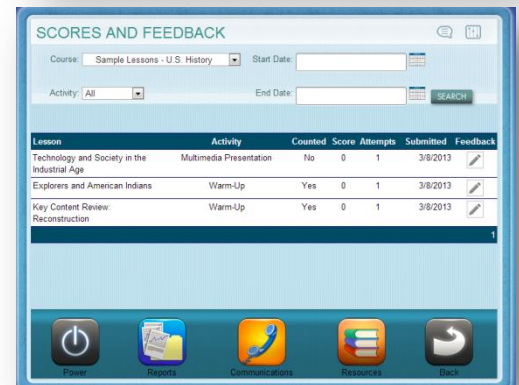 SCORES AND FEEDBACK
Course: Sample Lessons - U.S. History Start Date:
Activity: All End Date: SEARCH
Lesson Activity Counted Score Attempts Submitted Feedback
Technology and Society in the Multimedia Presentation No 0 1 3/8/2013
Industrial Age
Explorers and American Indians Warm-Up Yes 0 1 3/8/2013
Key Content Review: Warm-Up Yes 0 1 3/8/2013
Reconstruction
1
Power Reports Communications Resources Back